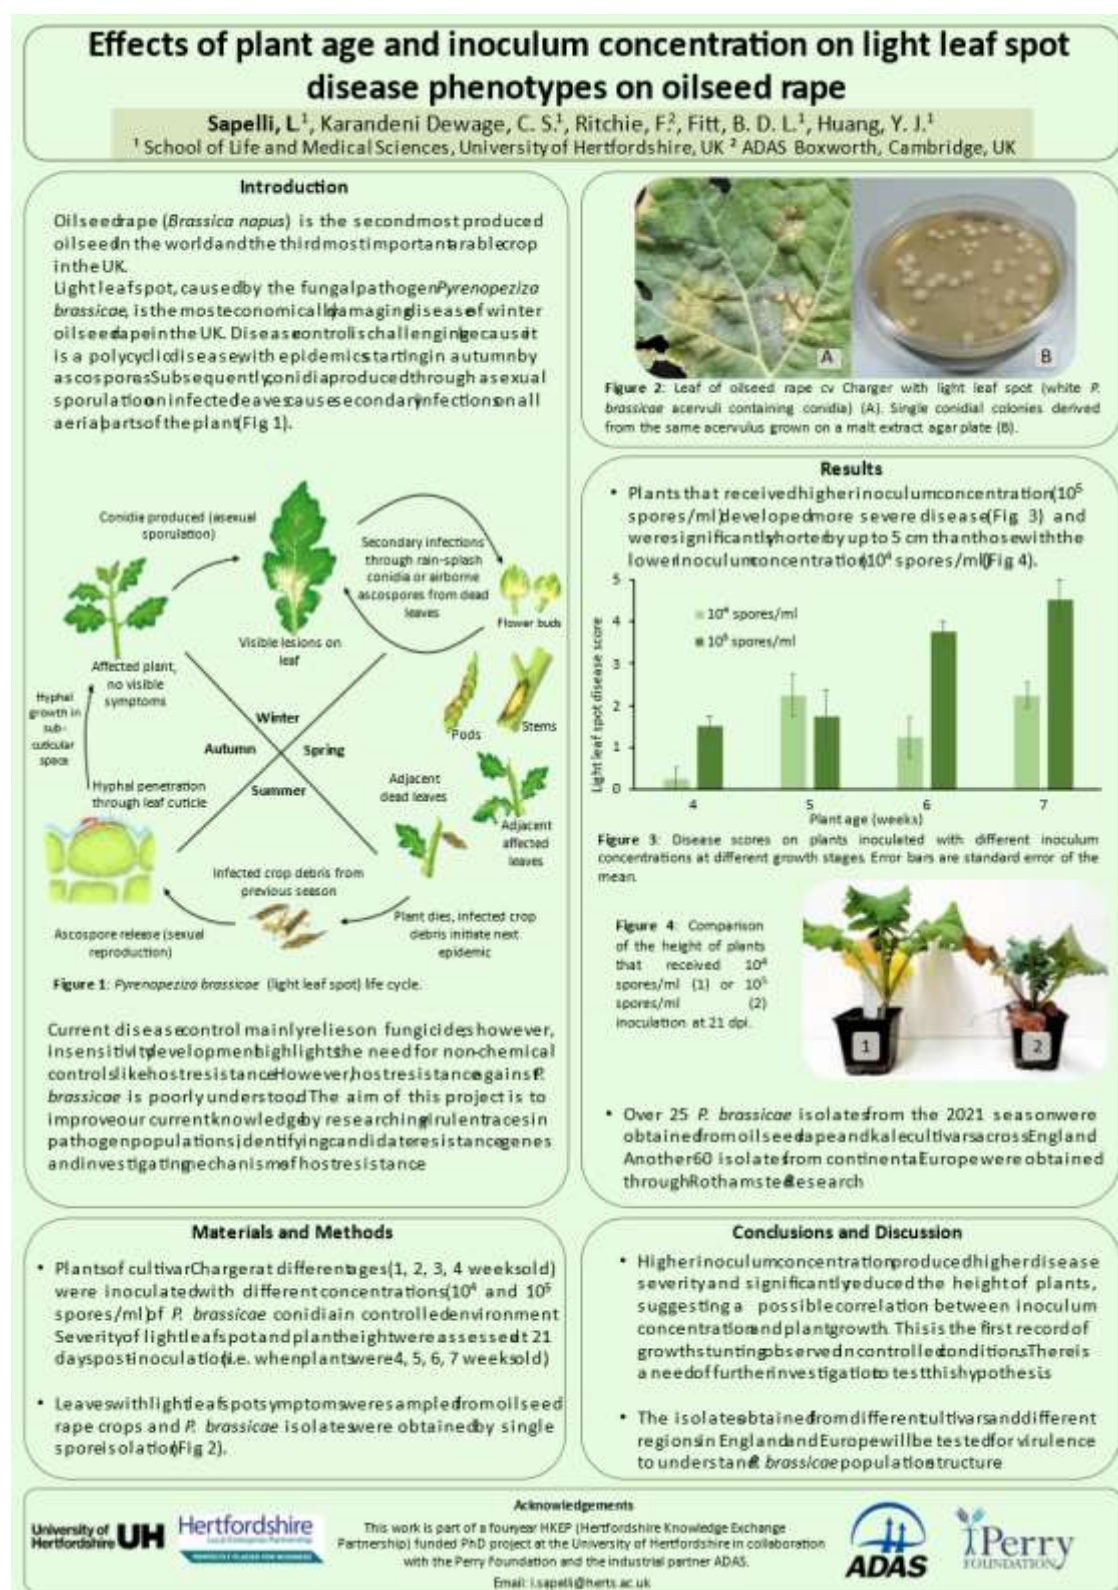 Effects of plant age and inoculum concentration on light leaf spot
disease phenotypes on oilseed rape
Sapelli, L.¹, Karandeni Dewage, C. S.¹, Ritchie, F.², Fitt, B. D. L.¹, Huang, Y. J.¹
¹ School of Life and Medical Sciences, University of Hertfordshire, UK ² ADAS Boxworth, Cambridge, UK
Introduction
Oilseed rape (Brassica napus) is the second most produced
oilseed in the world and the third most important arable crop
in the UK.
Light leaf spot, caused by the fungal pathogen Pyrenopeziza
brassicae, is the most economically damaging disease of winter
oilseed rape in the UK. Disease control is challenging because it
is a polycyclic disease with epidemics starting in autumn by
ascospores. Subsequently, conidia produced through asexual
sporulation on infected leaves cause secondary infections on all
aerial parts of the plant (Fig 1).
Conidia produced (asexual
sporulation)
Secondary infections
through rain-splash
conidia or airborne
ascospores from dead
leaves
Flower buds
Visible lesions on
leaf
Affected plant,
no visible
symptoms
Hyphal
growth in
sub-
cuticular
space
Pods
Stems
Winter
Autumn
Spring
Summer
Hyphal penetration
through leaf cuticle
Adjacent
dead leaves
Adjacent
affected
leaves
Infected crop debris from
previous season
Ascospore release (sexual
reproduction)
Plant dies, infected crop
debris initiate next
epidemic
Figure 1: Pyrenopeziza brassicae (light leaf spot) life cycle.
Current disease control mainly relies on fungicides; however,
insensitivity development highlights the need for non-chemical
controls like host resistance. However, host resistance against P.
brassicae is poorly understood. The aim of this project is to
improve our current knowledge by researching virulent races in
pathogen populations, identifying candidate resistance genes
and investigating mechanisms of host resistance
Materials and Methods
• Plants of cultivar Charger at different ages (1, 2, 3, 4 weeks old)
were inoculated with different concentrations (10⁴ and 10⁵
spores/ml) of P. brassicae conidia in controlled environment
Severity of light leaf spot and plant height were assessed at 21
days post inoculation (i.e. when plants were 4, 5, 6, 7 weeks old)
• Leaves with light leaf spot symptoms were sampled from oilseed
rape crops and P. brassicae isolates were obtained by single
spore isolation (Fig 2).
A
B
Figure 2: Leaf of oilseed rape cv Charger with light leaf spot (white P.
brassicae acervuli containing conidia) (A). Single conidial colonies derived
from the same acervulus grown on a malt extract agar plate (B).
Results
• Plants that received higher inoculum concentration (10⁵
spores/ml) developed more severe disease (Fig. 3) and
were significantly shorter by up to 5 cm than those with the
lower inoculum concentration (10⁴ spores/ml) (Fig 4).
5
4
3
2
1
0
Light leaf spot disease score
10⁴ spores/ml
10⁵ spores/ml
4 5 6 7
Plant age (weeks)
Figure 3: Disease scores on plants inoculated with different inoculum
concentrations at different growth stages. Error bars are standard error of the
mean.
Figure 4: Comparison
of the height of plants
that received 10⁴
spores/ml (1) or 10⁵
spores/ml (2)
inoculation at 21 dpi.
1
2
• Over 25 P. brassicae isolates from the 2021 season were
obtained from oilseed rape and kale cultivars across England
Another 60 isolates from continental Europe were obtained
through Rothamsted Research
Conclusions and Discussion
• Higher inoculum concentration produced higher disease
severity and significantly reduced the height of plants,
suggesting a possible correlation between inoculum
concentration and plant growth. This is the first record of
growth stunting observed in controlled conditions. There is
a need of further investigation to test this hypothesis
• The isolates obtained from different cultivars and different
regions in England and Europe will be tested for virulence
to understand P. brassicae population structure
Acknowledgements
This work is part of a four year HKEP (Hertfordshire Knowledge Exchange
Partnership) funded PhD project at the University of Hertfordshire in collaboration
with the Perry Foundation and the industrial partner ADAS.
Email: l.sapelli@herts.ac.uk
University of
Hertfordshire UH
Hertfordshire
Local Enterprise Partnership
PERFECTLY PLACED FOR BUSINESS
ADAS
Perry
FOUNDATION